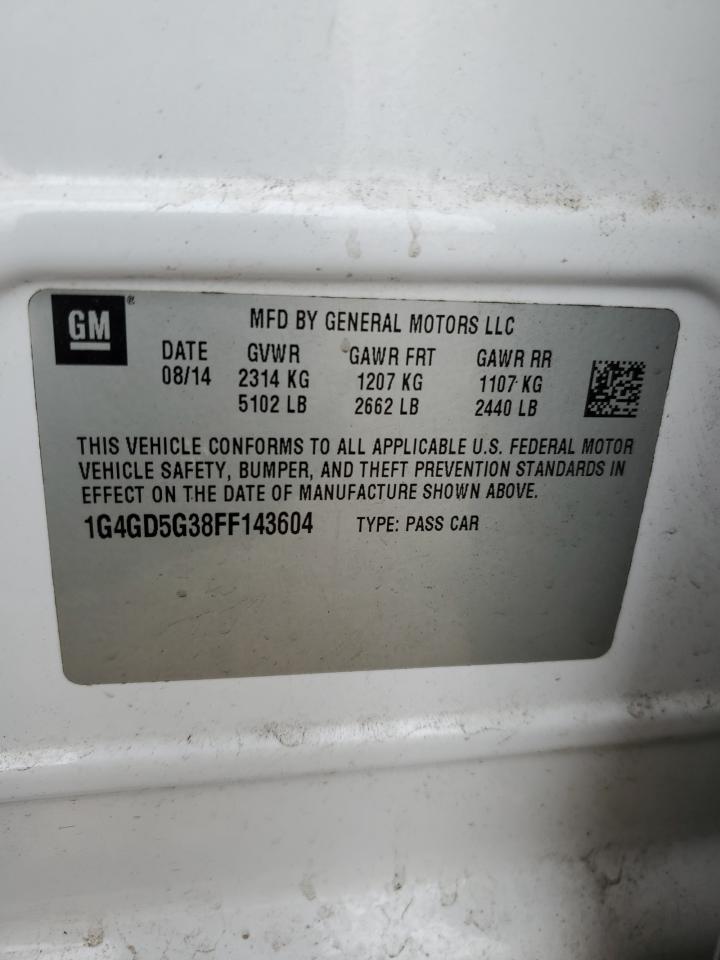 GM ®
MFD BY GENERAL MOTORS LLC
DATE GVWR GAWR FRT GAWR RR
08/14 2314 KG 1207 KG 1107 KG
5102 LB 2662 LB 2440 LB
THIS VEHICLE CONFORMS TO ALL APPLICABLE U.S. FEDERAL MOTOR
VEHICLE SAFETY, BUMPER, AND THEFT PREVENTION STANDARDS IN
EFFECT ON THE DATE OF MANUFACTURE SHOWN ABOVE.
1G4GD5G38FF143604 TYPE: PASS CAR